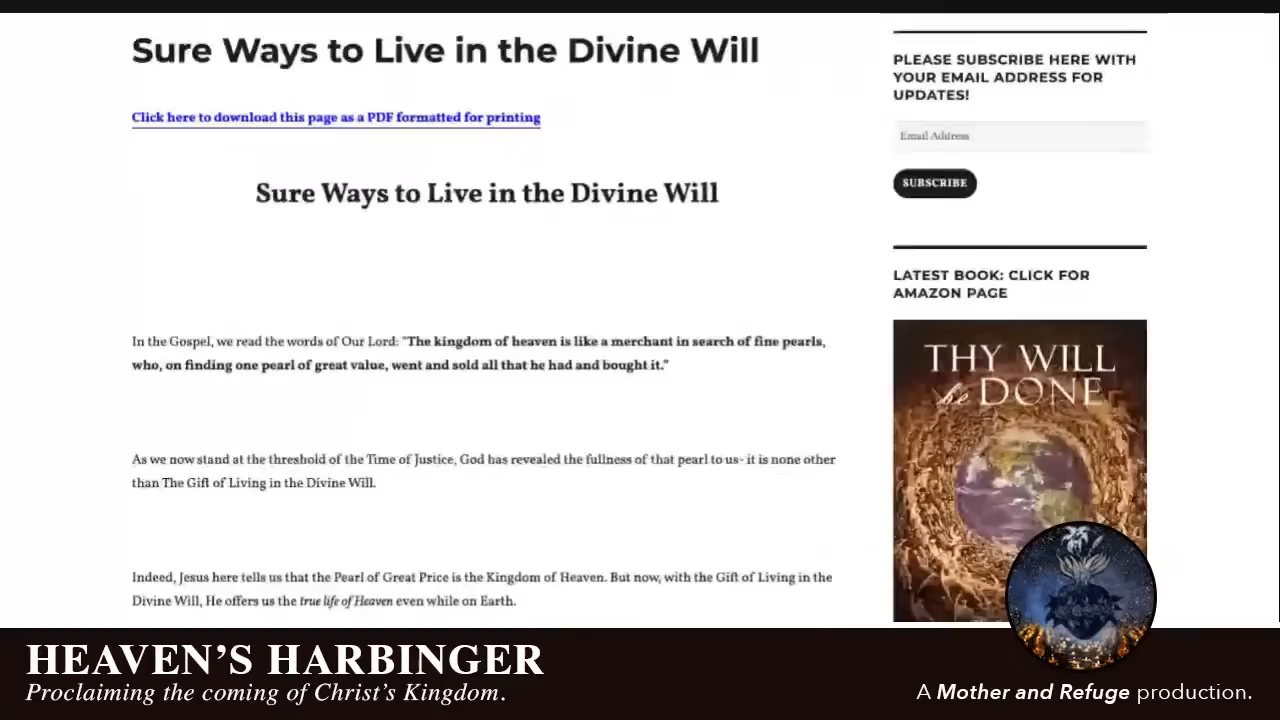 Sure Ways to Live in the Divine Will
Click here to download this page as a PDF formatted for printing
Sure Ways to Live in the Divine Will
In the Gospel, we read the words of Our Lord: "The kingdom of heaven is like a merchant in search of fine pearls,
who, on finding one pearl of great value, went and sold all that he had and bought it."
As we now stand at the threshold of the Time of Justice, God has revealed the fullness of that pearl to us- it is none other
than The Gift of Living in the Divine Will.
Indeed, Jesus here tells us that the Pearl of Great Price is the Kingdom of Heaven. But now, with the Gift of Living in the
Divine Will, He offers us the true life of Heaven even while on Earth.
PLEASE SUBSCRIBE HERE WITH
YOUR EMAIL ADDRESS FOR
UPDATES!
Email Address
SUBSCRIBE
LATEST BOOK: CLICK FOR
AMAZON PAGE
THY WILL
be DONE
HEAVEN'S HARBINGER
Proclaiming the coming of Christ's Kingdom.
A Mother and Refuge production.